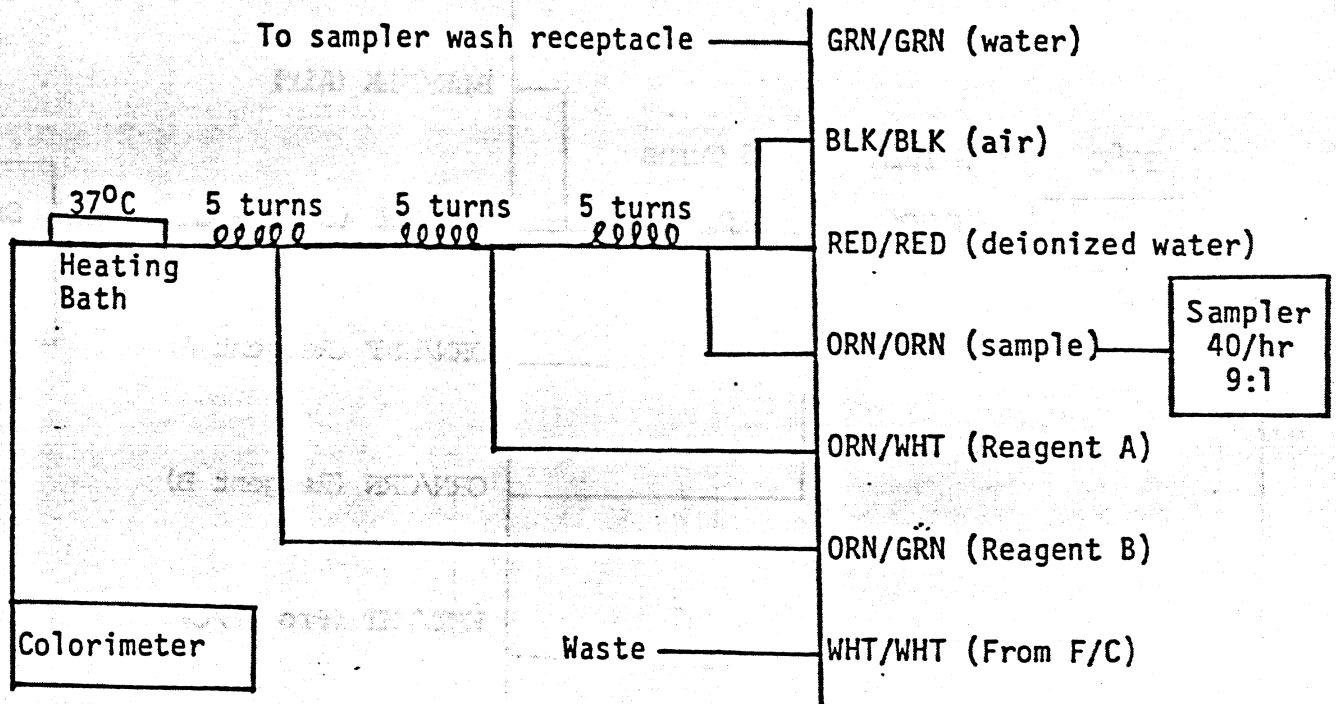 To sampler wash receptacle
GRN/GRN (water)
BLK/BLK (air)
37°C
5 turns
5 turns
5 turns
RED/RED (deionized water)
Heating
Bath
Sampler
40/hr
9:1
ORN/ORN (sample)
ORN/WHT (Reagent A)
ORN/GRN (Reagent B)
Colorimeter
Waste
WHT/WHT (From F/C)